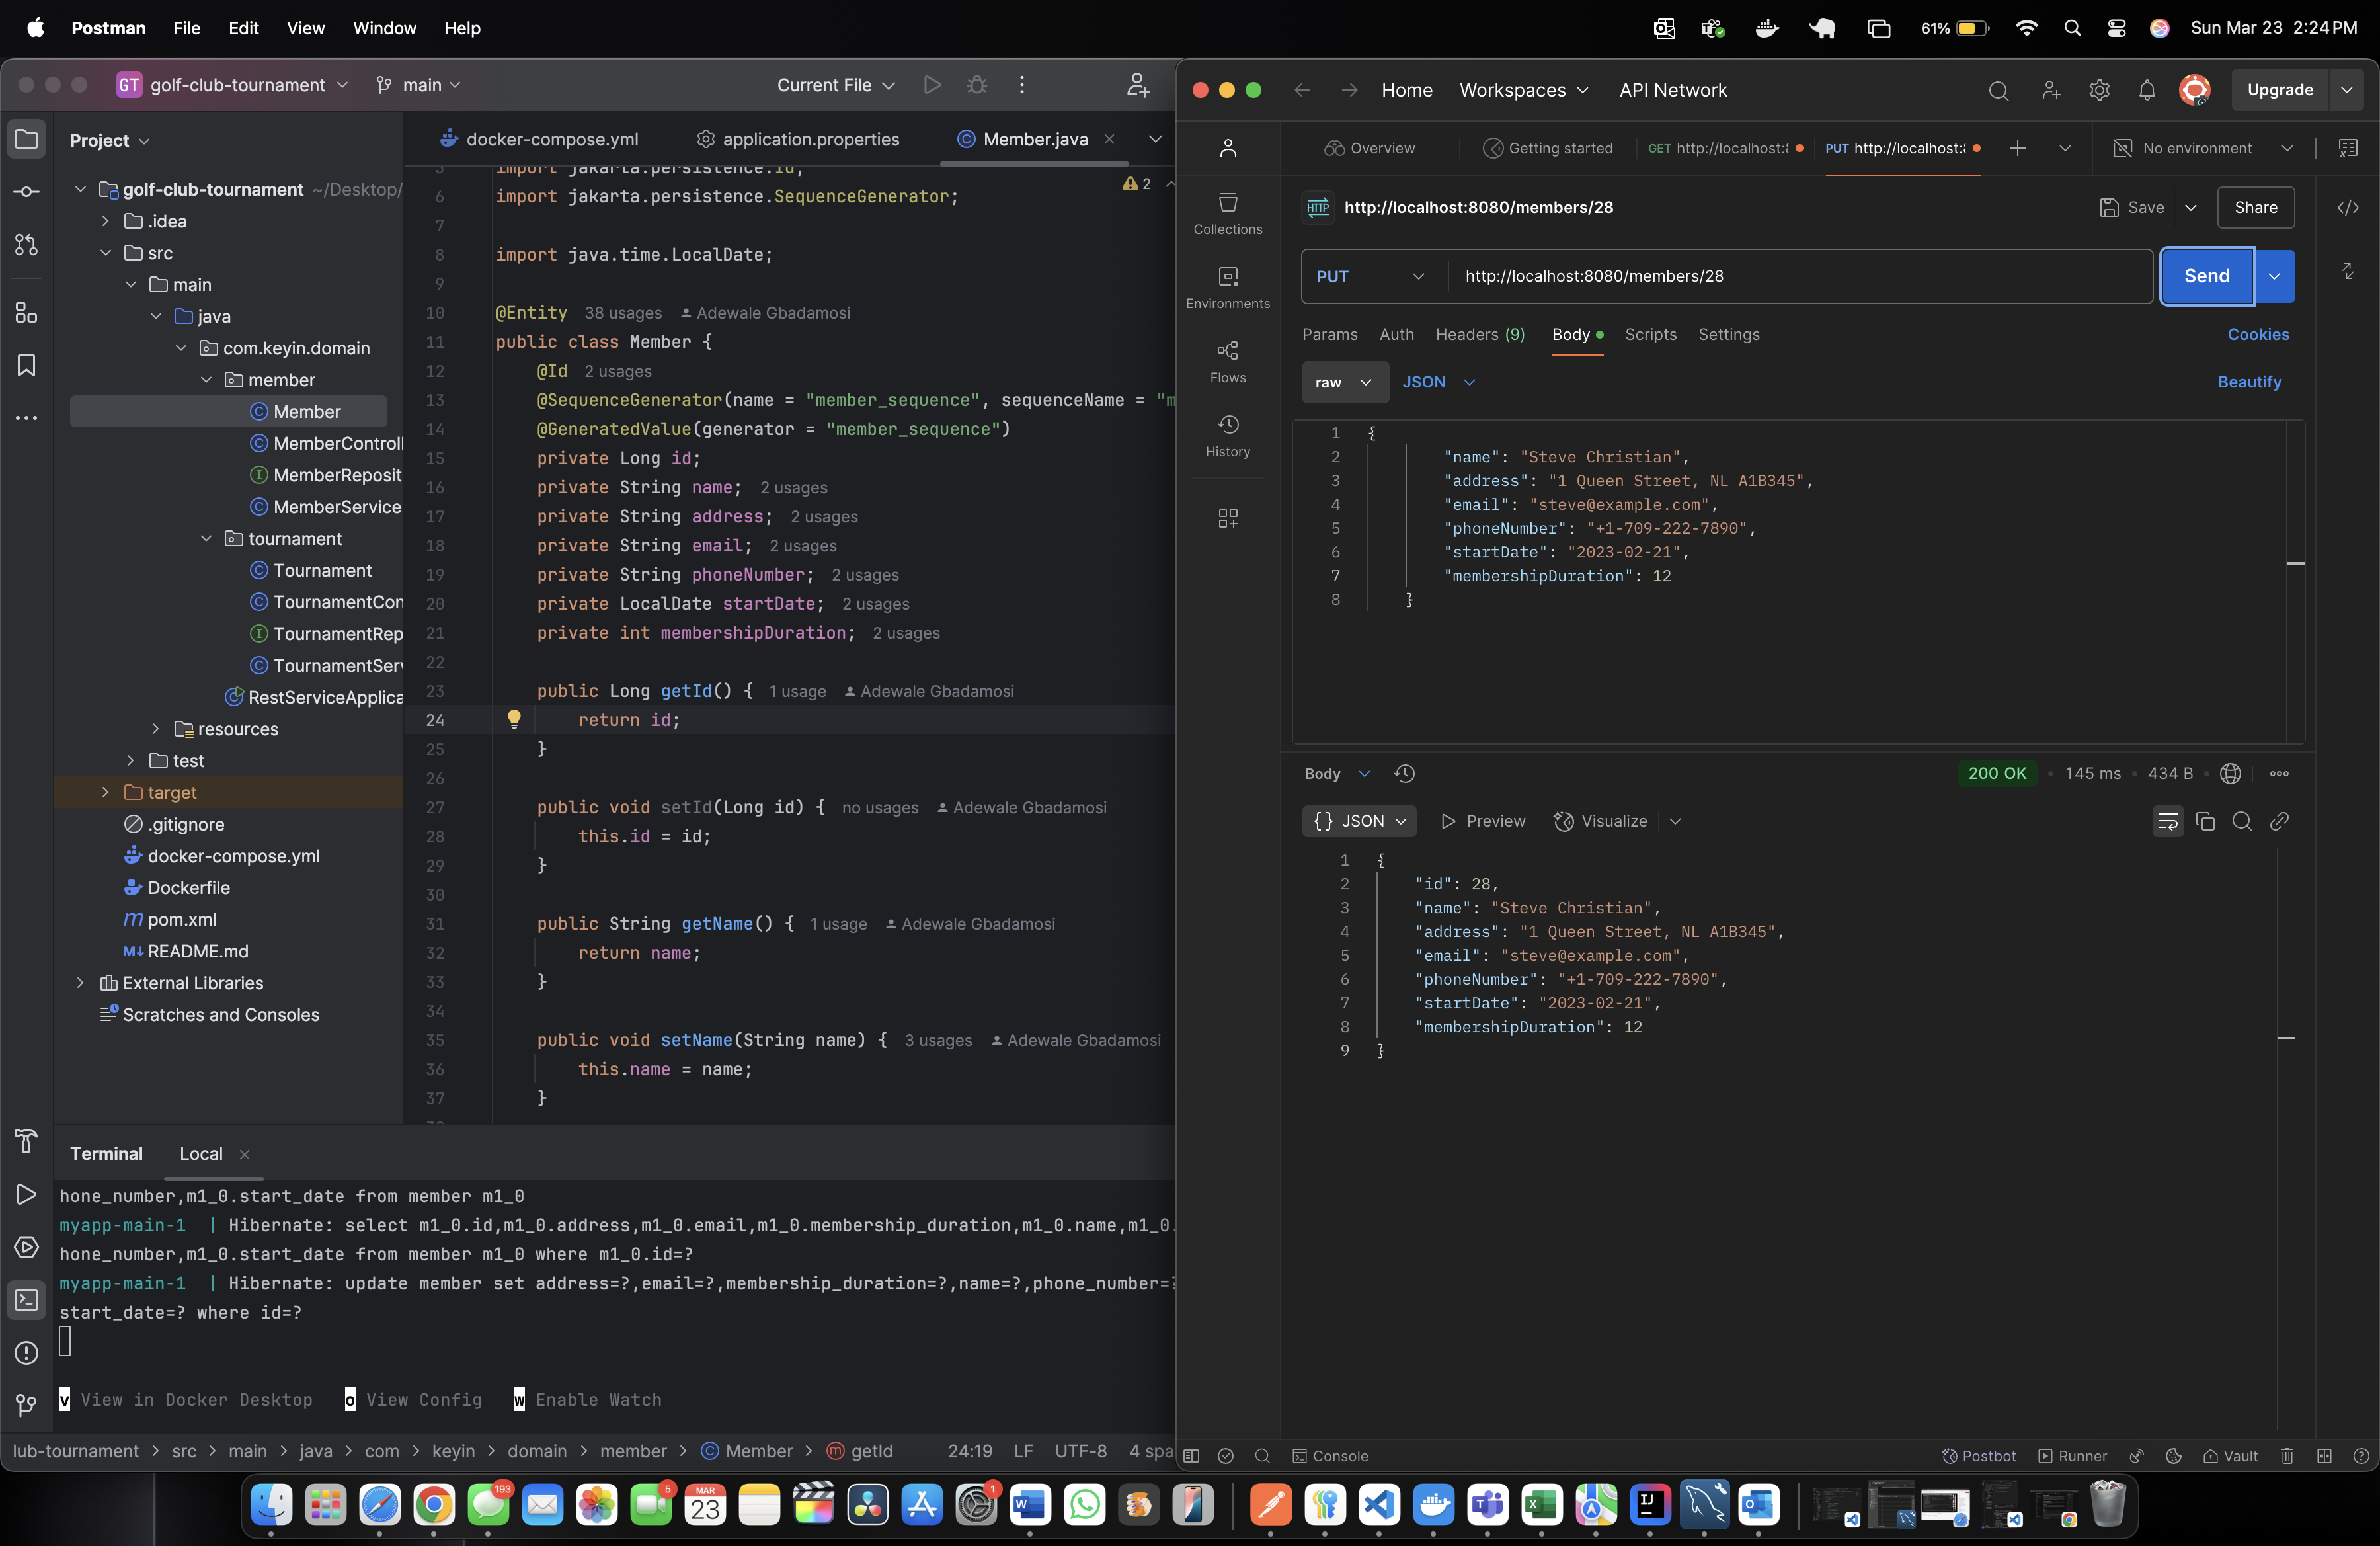 Postman File Edit View Window Help
61% Sun Mar 23 2:24 PM
GT golf-club-tournament main Current File
Project
golf-club-tournament ~/Desktop/
.idea
src
main
java
com.keyin.domain
member
Member
MemberControll
MemberReposit
MemberService
tournament
Tournament
TournamentCon
TournamentRep
TournamentServ
RestServiceApplica
resources
test
target
.gitignore
docker-compose.yml
Dockerfile
pom.xml
README.md
External Libraries
Scratches and Consoles
docker-compose.yml application.properties Member.java
2
5 import jakarta.persistence.Id;
6 import jakarta.persistence.SequenceGenerator;
7
8 import java.time.LocalDate;
9
10 @Entity 38 usages Adewale Gbadamosi
11 public class Member {
12 @Id 2 usages
13 @SequenceGenerator(name = "member_sequence", sequenceName = "m
14 @GeneratedValue(generator = "member_sequence")
15 private Long id;
16 private String name; 2 usages
17 private String address; 2 usages
18 private String email; 2 usages
19 private String phoneNumber; 2 usages
20 private LocalDate startDate; 2 usages
21 private int membershipDuration; 2 usages
22
23 public Long getId() { 1 usage Adewale Gbadamosi
24 return id;
25 }
26
27 public void setId(Long id) { no usages Adewale Gbadamosi
28 this.id = id;
29 }
30
31 public String getName() { 1 usage Adewale Gbadamosi
32 return name;
33 }
34
35 public void setName(String name) { 3 usages Adewale Gbadamosi
36 this.name = name;
37 }
Terminal Local
hone_number,m1_0.start_date from member m1_0
myapp-main-1 | Hibernate: select m1_0.id,m1_0.address,m1_0.email,m1_0.membership_duration,m1_0.name,m1_0.
hone_number,m1_0.start_date from member m1_0 where m1_0.id=?
myapp-main-1 | Hibernate: update member set address=?,email=?,membership_duration=?,name=?,phone_number=?
start_date=? where id=?
v View in Docker Desktop o View Config w Enable Watch
lub-tournament > src > main > java > com > keyin > domain > member > Member > getId 24:19 LF UTF-8 4 spa
Home Workspaces API Network Upgrade
Overview Getting started GET http://localhost:8 PUT http://localhost:8 No environment
Collections
Environments
Flows
History
HTTP http://localhost:8080/members/28 Save Share
PUT http://localhost:8080/members/28 Send
Params Auth Headers (9) Body Scripts Settings Cookies
raw JSON Beautify
1 {
2 "name": "Steve Christian",
3 "address": "1 Queen Street, NL A1B345",
4 "email": "steve@example.com",
5 "phoneNumber": "+1-709-222-7890",
6 "startDate": "2023-02-21",
7 "membershipDuration": 12
8 }
Body 200 OK 145 ms 434 B
{} JSON Preview Visualize
1 {
2 "id": 28,
3 "name": "Steve Christian",
4 "address": "1 Queen Street, NL A1B345",
5 "email": "steve@example.com",
6 "phoneNumber": "+1-709-222-7890",
7 "startDate": "2023-02-21",
8 "membershipDuration": 12
9 }
Console Postbot Runner Vault
193 5 MAR 23 1